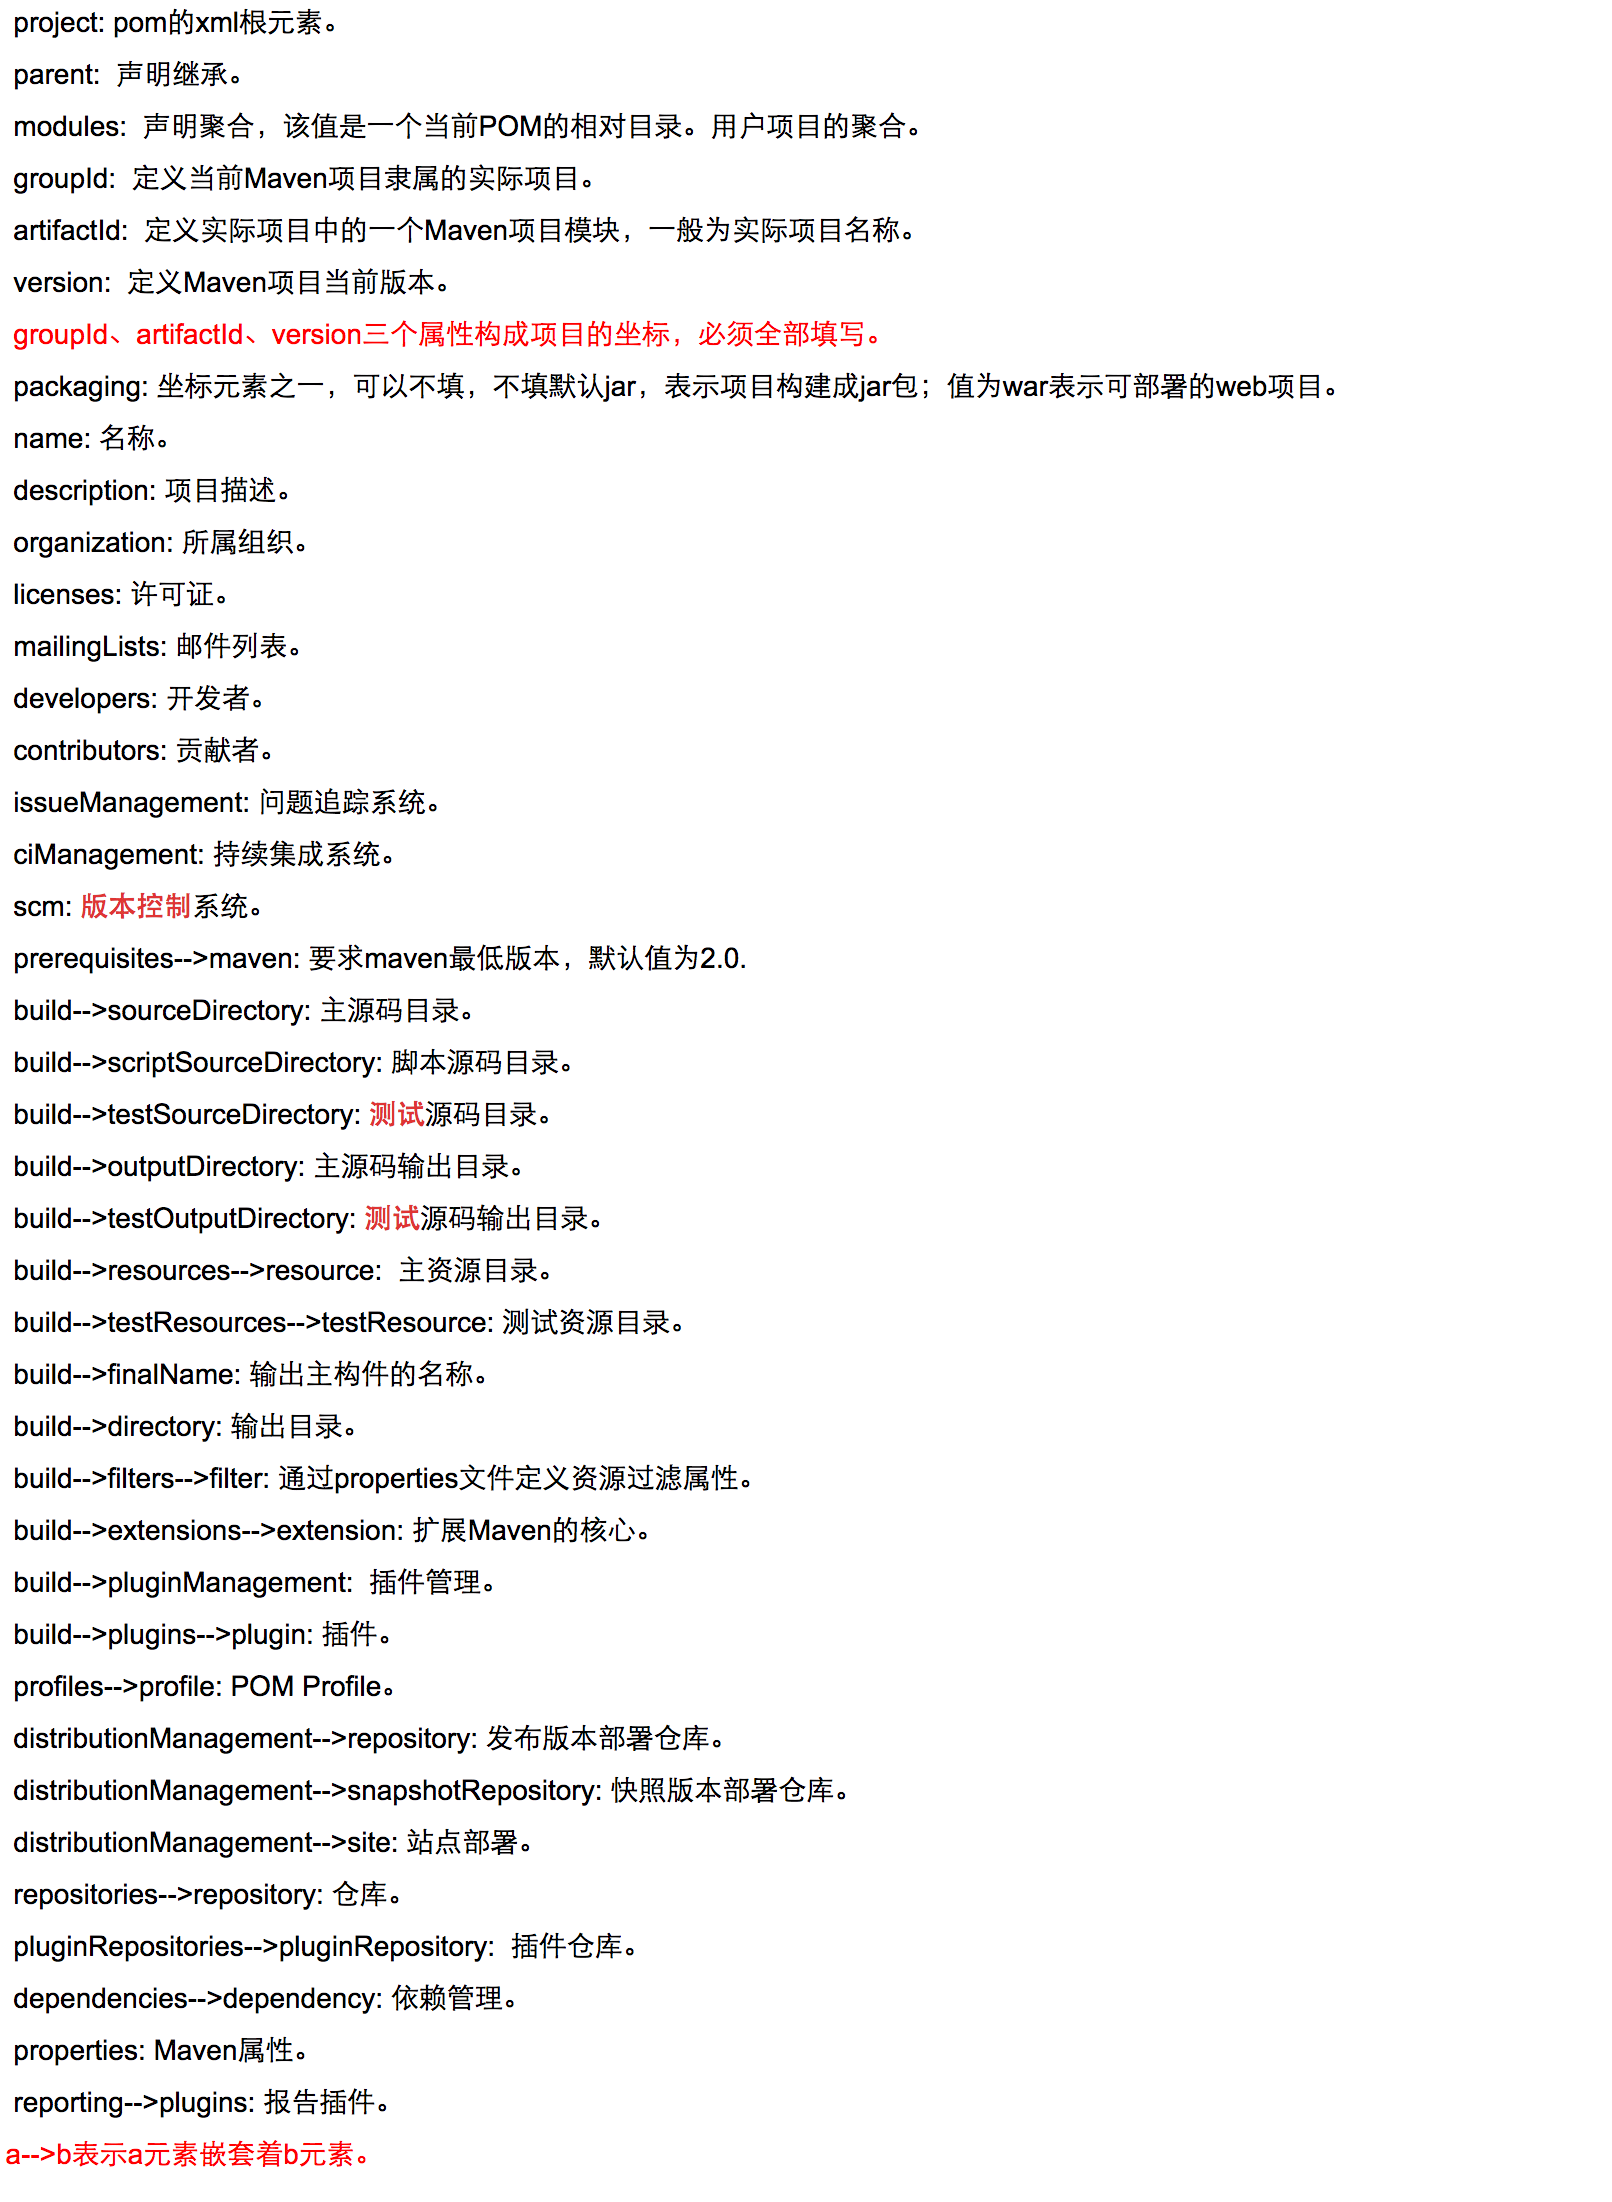 project: pom的xml根元素。
parent:  声明继承。
modules:  声明聚合，该值是一个当前POM的相对目录。用户项目的聚合。
groupId:  定义当前Maven项目隶属的实际项目。
artifactId:  定义实际项目中的一个Maven项目模块，一般为实际项目名称。
version:  定义Maven项目当前版本。
groupId、artifactId、version三个属性构成项目的坐标，必须全部填写。
packaging: 坐标元素之一，可以不填，不填默认jar，表示项目构建成jar包；值为war表示可部署的web项目。
name: 名称。
description: 项目描述。
organization: 所属组织。
licenses: 许可证。
mailingLists: 邮件列表。
developers: 开发者。
contributors: 贡献者。
issueManagement: 问题追踪系统。
ciManagement: 持续集成系统。
scm: 版本控制系统。
prerequisites-->maven: 要求maven最低版本，默认值为2.0.
build-->sourceDirectory: 主源码目录。
build-->scriptSourceDirectory: 脚本源码目录。
build-->testSourceDirectory: 测试源码目录。
build-->outputDirectory: 主源码输出目录。
build-->testOutputDirectory: 测试源码输出目录。
build-->resources-->resource:  主资源目录。
build-->testResources-->testResource: 测试资源目录。
build-->finalName: 输出主构件的名称。
build-->directory: 输出目录。
build-->filters-->filter: 通过properties文件定义资源过滤属性。
build-->extensions-->extension: 扩展Maven的核心。
build-->pluginManagement:  插件管理。
build-->plugins-->plugin: 插件。
profiles-->profile: POM Profile。
distributionManagement-->repository: 发布版本部署仓库。
distributionManagement-->snapshotRepository: 快照版本部署仓库。
distributionManagement-->site: 站点部署。
repositories-->repository: 仓库。
pluginRepositories-->pluginRepository:  插件仓库。
dependencies-->dependency: 依赖管理。
properties: Maven属性。
reporting-->plugins: 报告插件。
a-->b表示a元素嵌套着b元素。